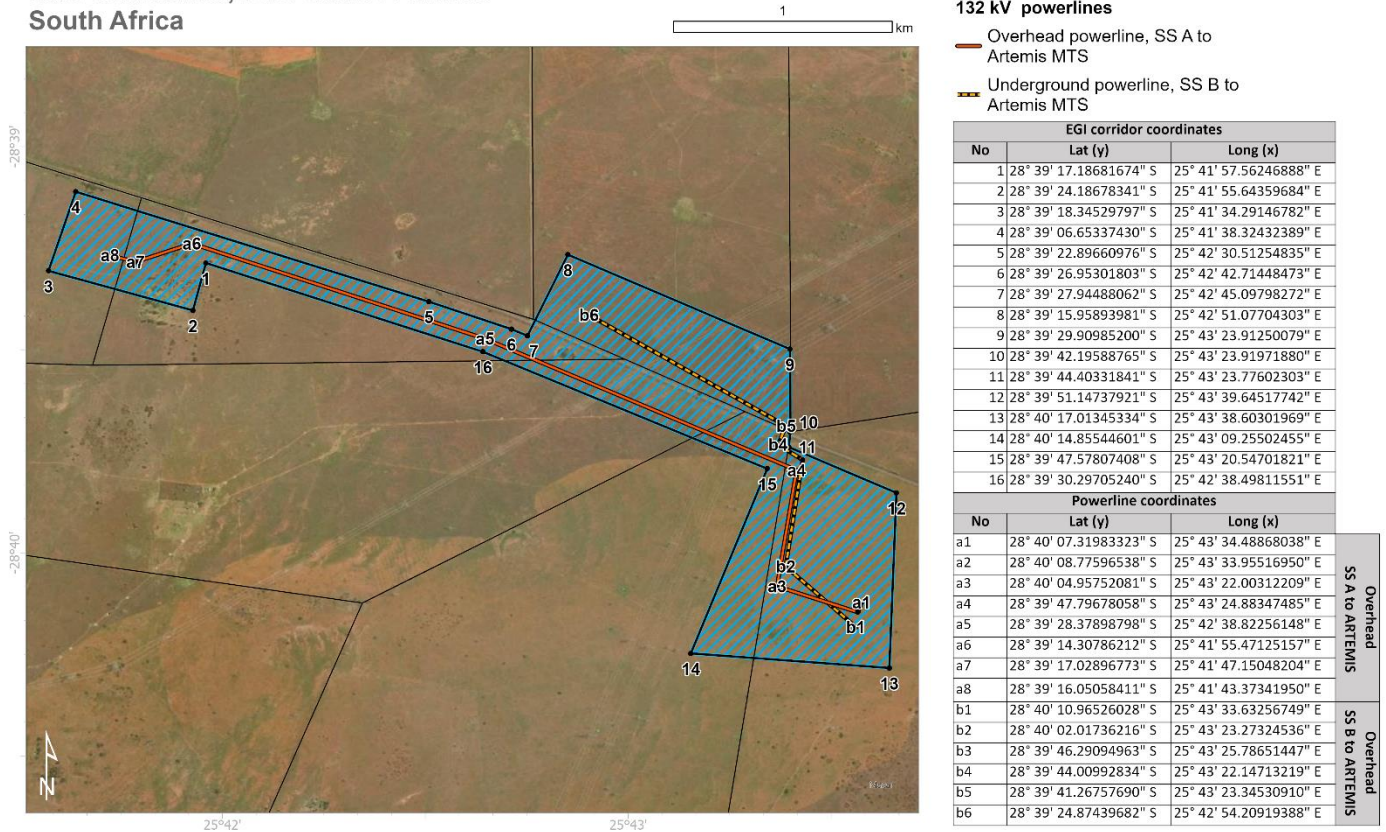 South Africa
1
km
132 kV powerlines
Overhead powerline, SS A to
Artemis MTS
Underground powerline, SS B to
Artemis MTS
-28°39'
-28°40'
25°42'
25°43'
N
4
3
a8
a7
a6
1
2
5
a5
6
7
16
8
b6
9
b5
10
b4
11
a4
15
12
b2
a3
a1
b1
14
13
EGI corridor coordinates
No Lat (y) Long (x)
1 28° 39' 17.18681674" S 25° 41' 57.56246888" E
2 28° 39' 24.18678341" S 25° 41' 55.64359684" E
3 28° 39' 18.34529797" S 25° 41' 34.29146782" E
4 28° 39' 06.65337430" S 25° 41' 38.32432389" E
5 28° 39' 22.89660976" S 25° 42' 30.51254835" E
6 28° 39' 26.95301803" S 25° 42' 42.71448473" E
7 28° 39' 27.94488062" S 25° 42' 45.09798272" E
8 28° 39' 15.95893981" S 25° 42' 51.07704303" E
9 28° 39' 29.90985200" S 25° 43' 23.91250079" E
10 28° 39' 42.19588765" S 25° 43' 23.91971880" E
11 28° 39' 44.40331841" S 25° 43' 23.77602303" E
12 28° 39' 51.14737921" S 25° 43' 39.64517742" E
13 28° 40' 17.01345334" S 25° 43' 38.60301969" E
14 28° 40' 14.85544601" S 25° 43' 09.25502455" E
15 28° 39' 47.57807408" S 25° 43' 20.54701821" E
16 28° 39' 30.29705240" S 25° 42' 38.49811551" E
Powerline coordinates
No Lat (y) Long (x)
a1 28° 40' 07.31983323" S 25° 43' 34.48868038" E
a2 28° 40' 08.77596538" S 25° 43' 33.95516950" E
a3 28° 40' 04.95752081" S 25° 43' 22.00312209" E
a4 28° 39' 47.79678058" S 25° 43' 24.88347485" E
a5 28° 39' 28.37898798" S 25° 42' 38.82256148" E
a6 28° 39' 14.30786212" S 25° 41' 55.47125157" E
a7 28° 39' 17.02896773" S 25° 41' 47.15048204" E
a8 28° 39' 16.05058411" S 25° 41' 43.37341950" E
b1 28° 40' 10.96526028" S 25° 43' 33.63256749" E
b2 28° 40' 02.01736216" S 25° 43' 23.27324536" E
b3 28° 39' 46.29094963" S 25° 43' 25.78651447" E
b4 28° 39' 44.00992834" S 25° 43' 22.14713219" E
b5 28° 39' 41.26757690" S 25° 43' 23.34530910" E
b6 28° 39' 24.87439682" S 25° 42' 54.20919388" E
Overhead
SS A to ARTEMIS
Overhead
SS B to ARTEMIS